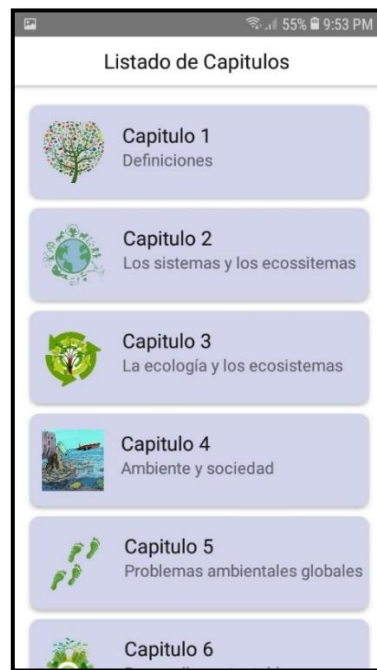 55% 9:53 PM
Listado de Capitulos
Capitulo 1
Definiciones
Capitulo 2
Los sistemas y los ecossitemas
Capitulo 3
La ecología y los ecosistemas
Capitulo 4
Ambiente y sociedad
Capitulo 5
Problemas ambientales globales
Capitulo 6